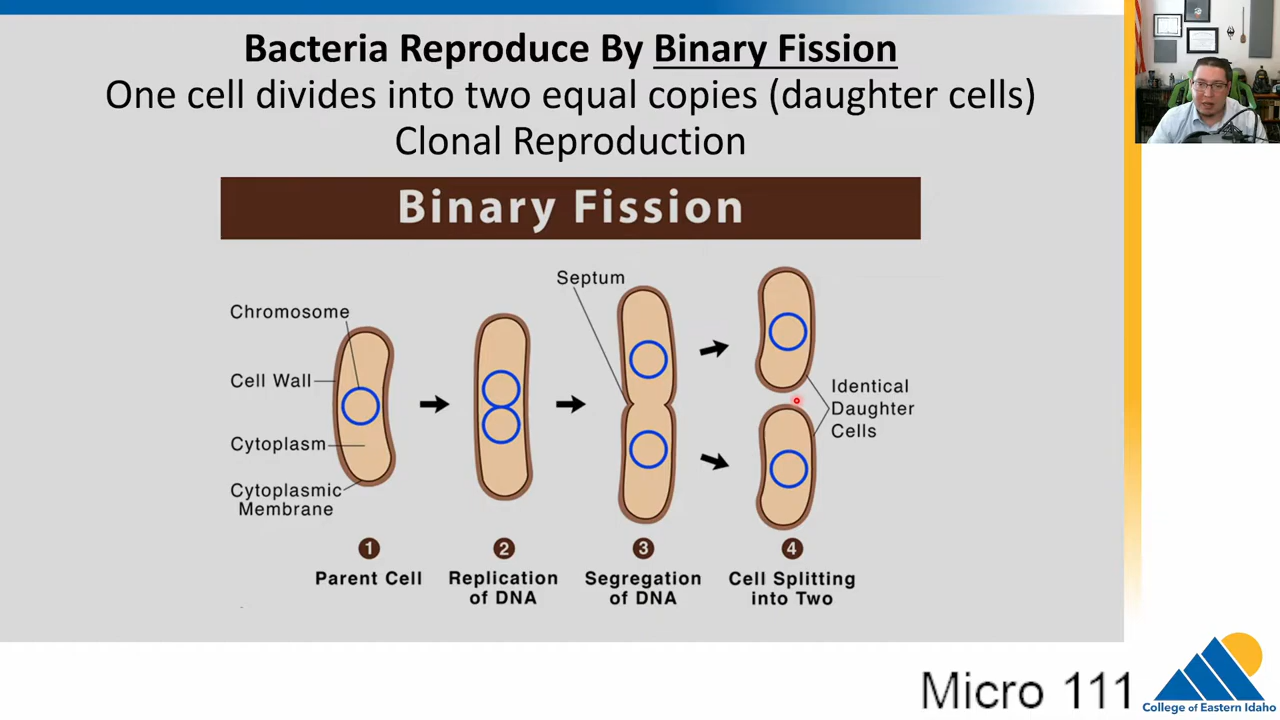 Bacteria Reproduce By Binary Fission
One cell divides into two equal copies (daughter cells)
Clonal Reproduction
Binary Fission
Septum
Chromosome
Cell Wall
Cytoplasm
Cytoplasmic
Membrane
Identical
Daughter
Cells
1
Parent Cell
2
Replication
of DNA
3
Segregation
of DNA
4
Cell Splitting
into Two
Micro 111
College of Eastern Idaho